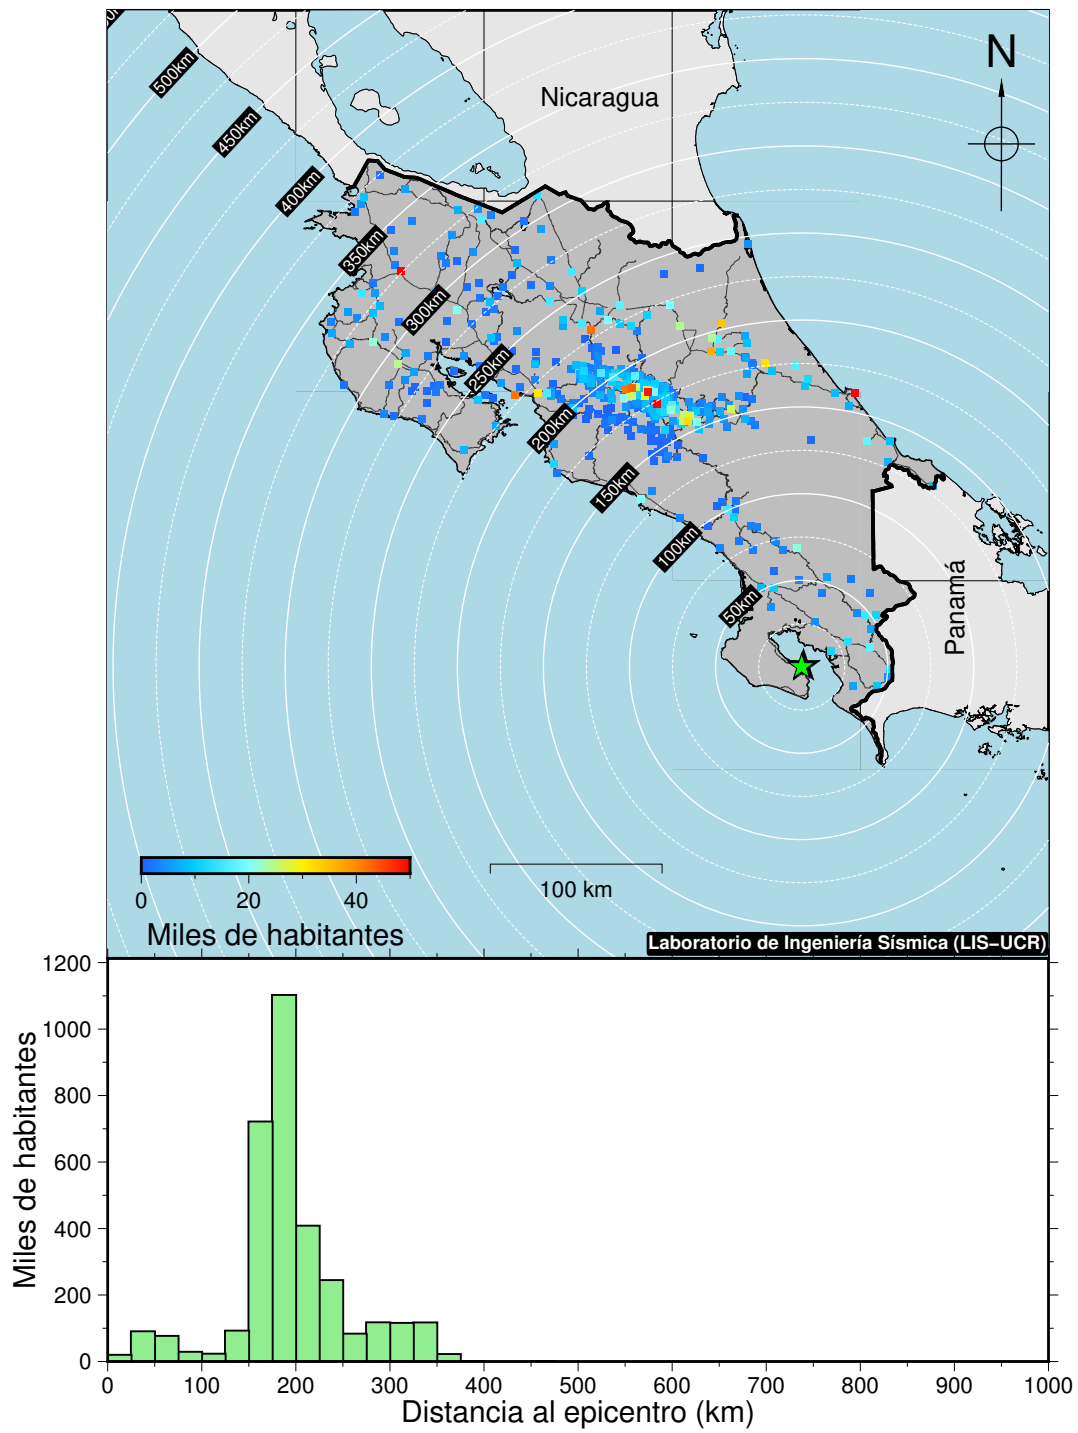 500km
450km
400km
350km
300km
250km
200km
150km
100km
50km
Nicaragua
N
Panamá
0 20 40
Miles de habitantes
100 km
Laboratorio de Ingeniería Sísmica (LIS−UCR)
Miles de habitantes
1200
1000
800
600
400
200
0
0 100 200 300 400 500 600 700 800 900 1000
Distancia al epicentro (km)